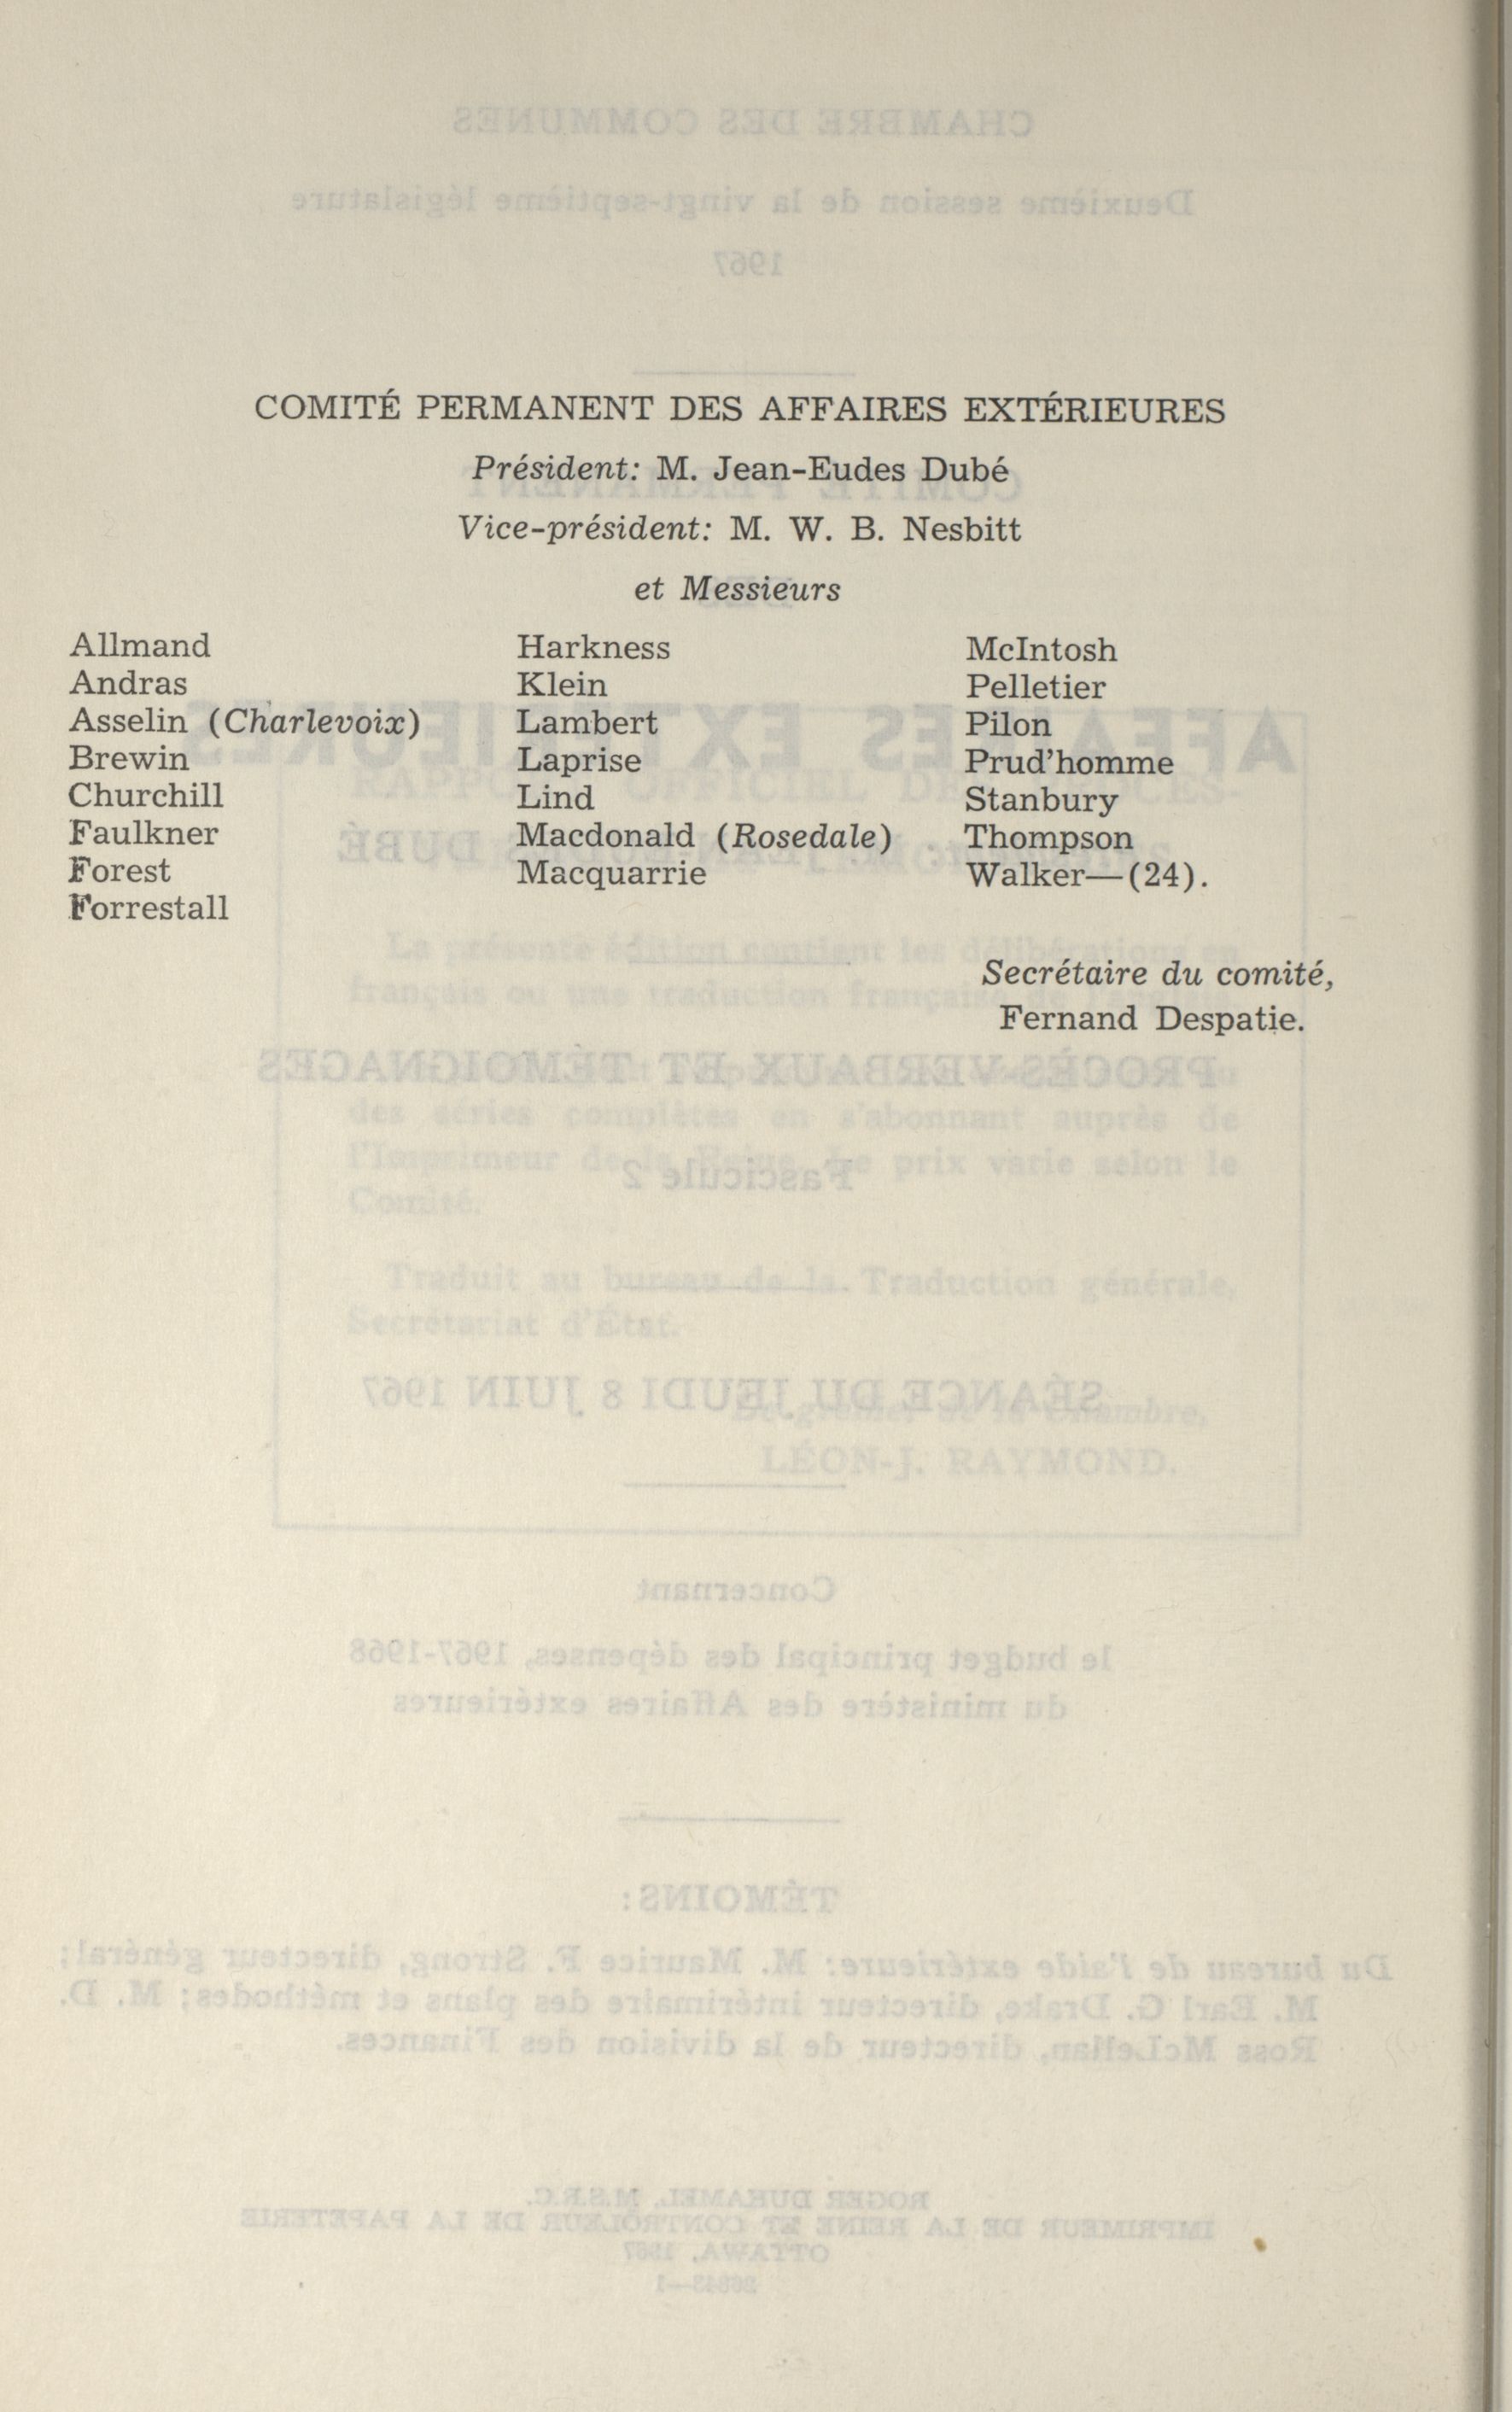 COMITÉ PERMANENT DES AFFAIRES EXTÉRIEURES
Président: M. Jean-Eudes Dubé
Vice-président: M. W. B. Nesbitt
et Messieurs
Allmand
Andras
Asselin (Charlevoix)
Brewin
Churchill
Faulkner
Forest
Forrestall
Harkness
Klein
Lambert
Laprise
Lind
Macdonald (Rosedale)
Macquarrie
McIntosh
Pelletier
Pilon
Prud'homme
Stanbury
Thompson
Walker—(24).
Secrétaire du comité,
Fernand Despatie.